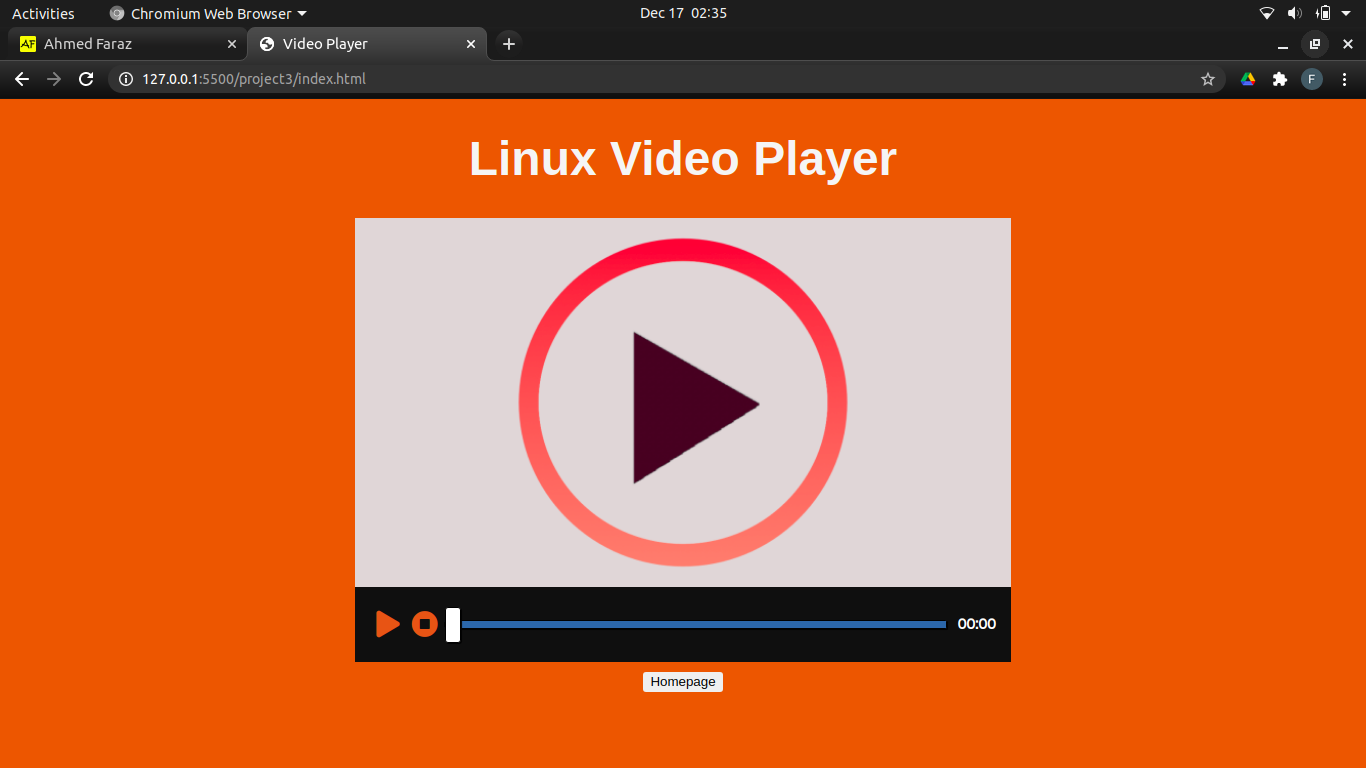 Activities Chromium Web Browser Dec 17 02:35
AF Ahmed Faraz Video Player
127.0.0.1:5500/project3/index.html F
Linux Video Player
00:00
Homepage